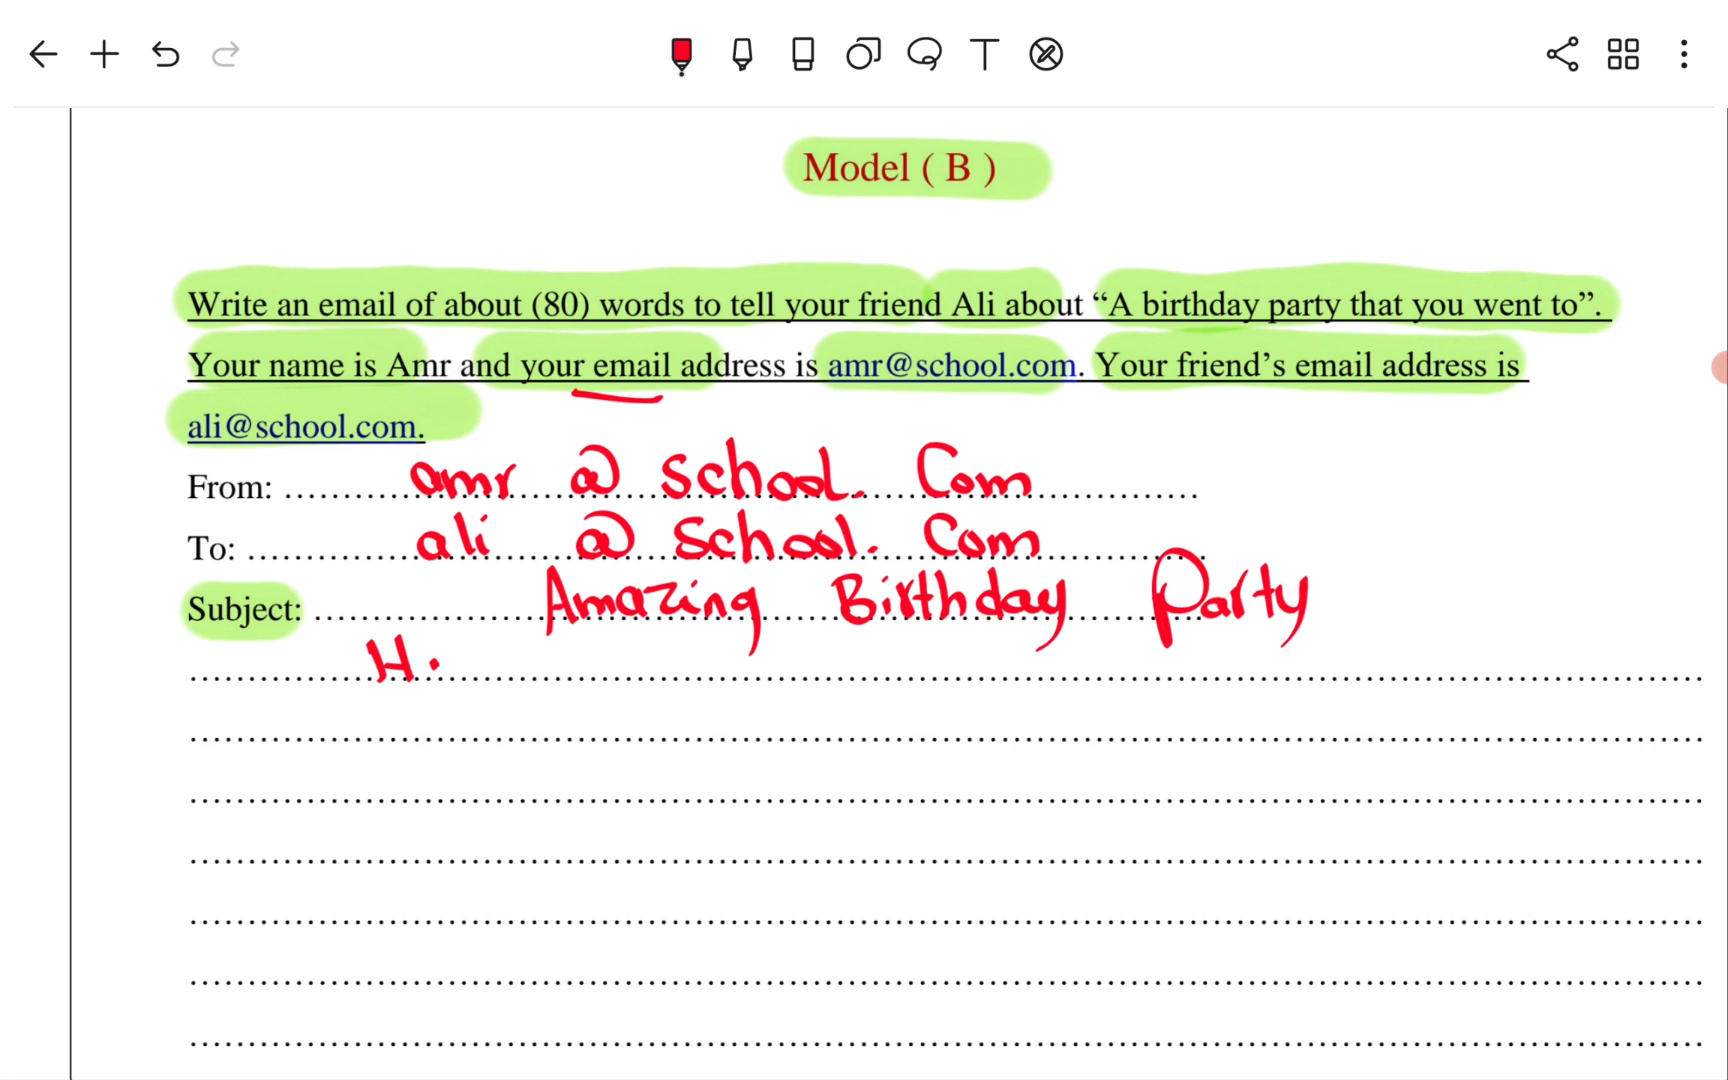 Model ( B )
Write an email of about (80) words to tell your friend Ali about “A birthday party that you went to”.
Your name is Amr and your email address is amr@school.com. Your friend’s email address is
ali@school.com.
From: amr @ school. Com
To: ali @ school. Com
Subject: Amazing Birthday Party
H.